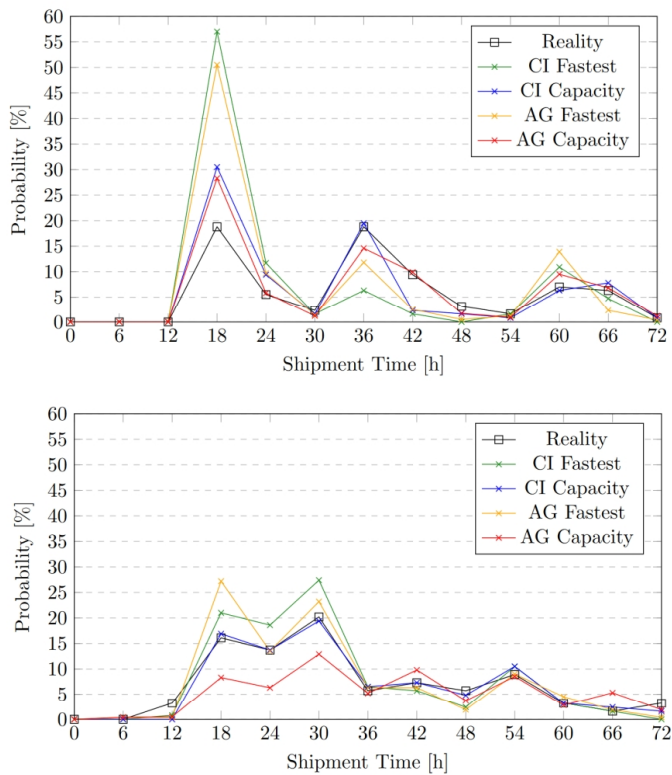 60
55
50
45
40
35
30
25
20
15
10
5
0
Probability [%]
Reality
CI Fastest
CI Capacity
AG Fastest
AG Capacity
0 6 12 18 24 30 36 42 48 54 60 66 72
Shipment Time [h]
60
55
50
45
40
35
30
25
20
15
10
5
0
Probability [%]
Reality
CI Fastest
CI Capacity
AG Fastest
AG Capacity
0 6 12 18 24 30 36 42 48 54 60 66 72
Shipment Time [h]